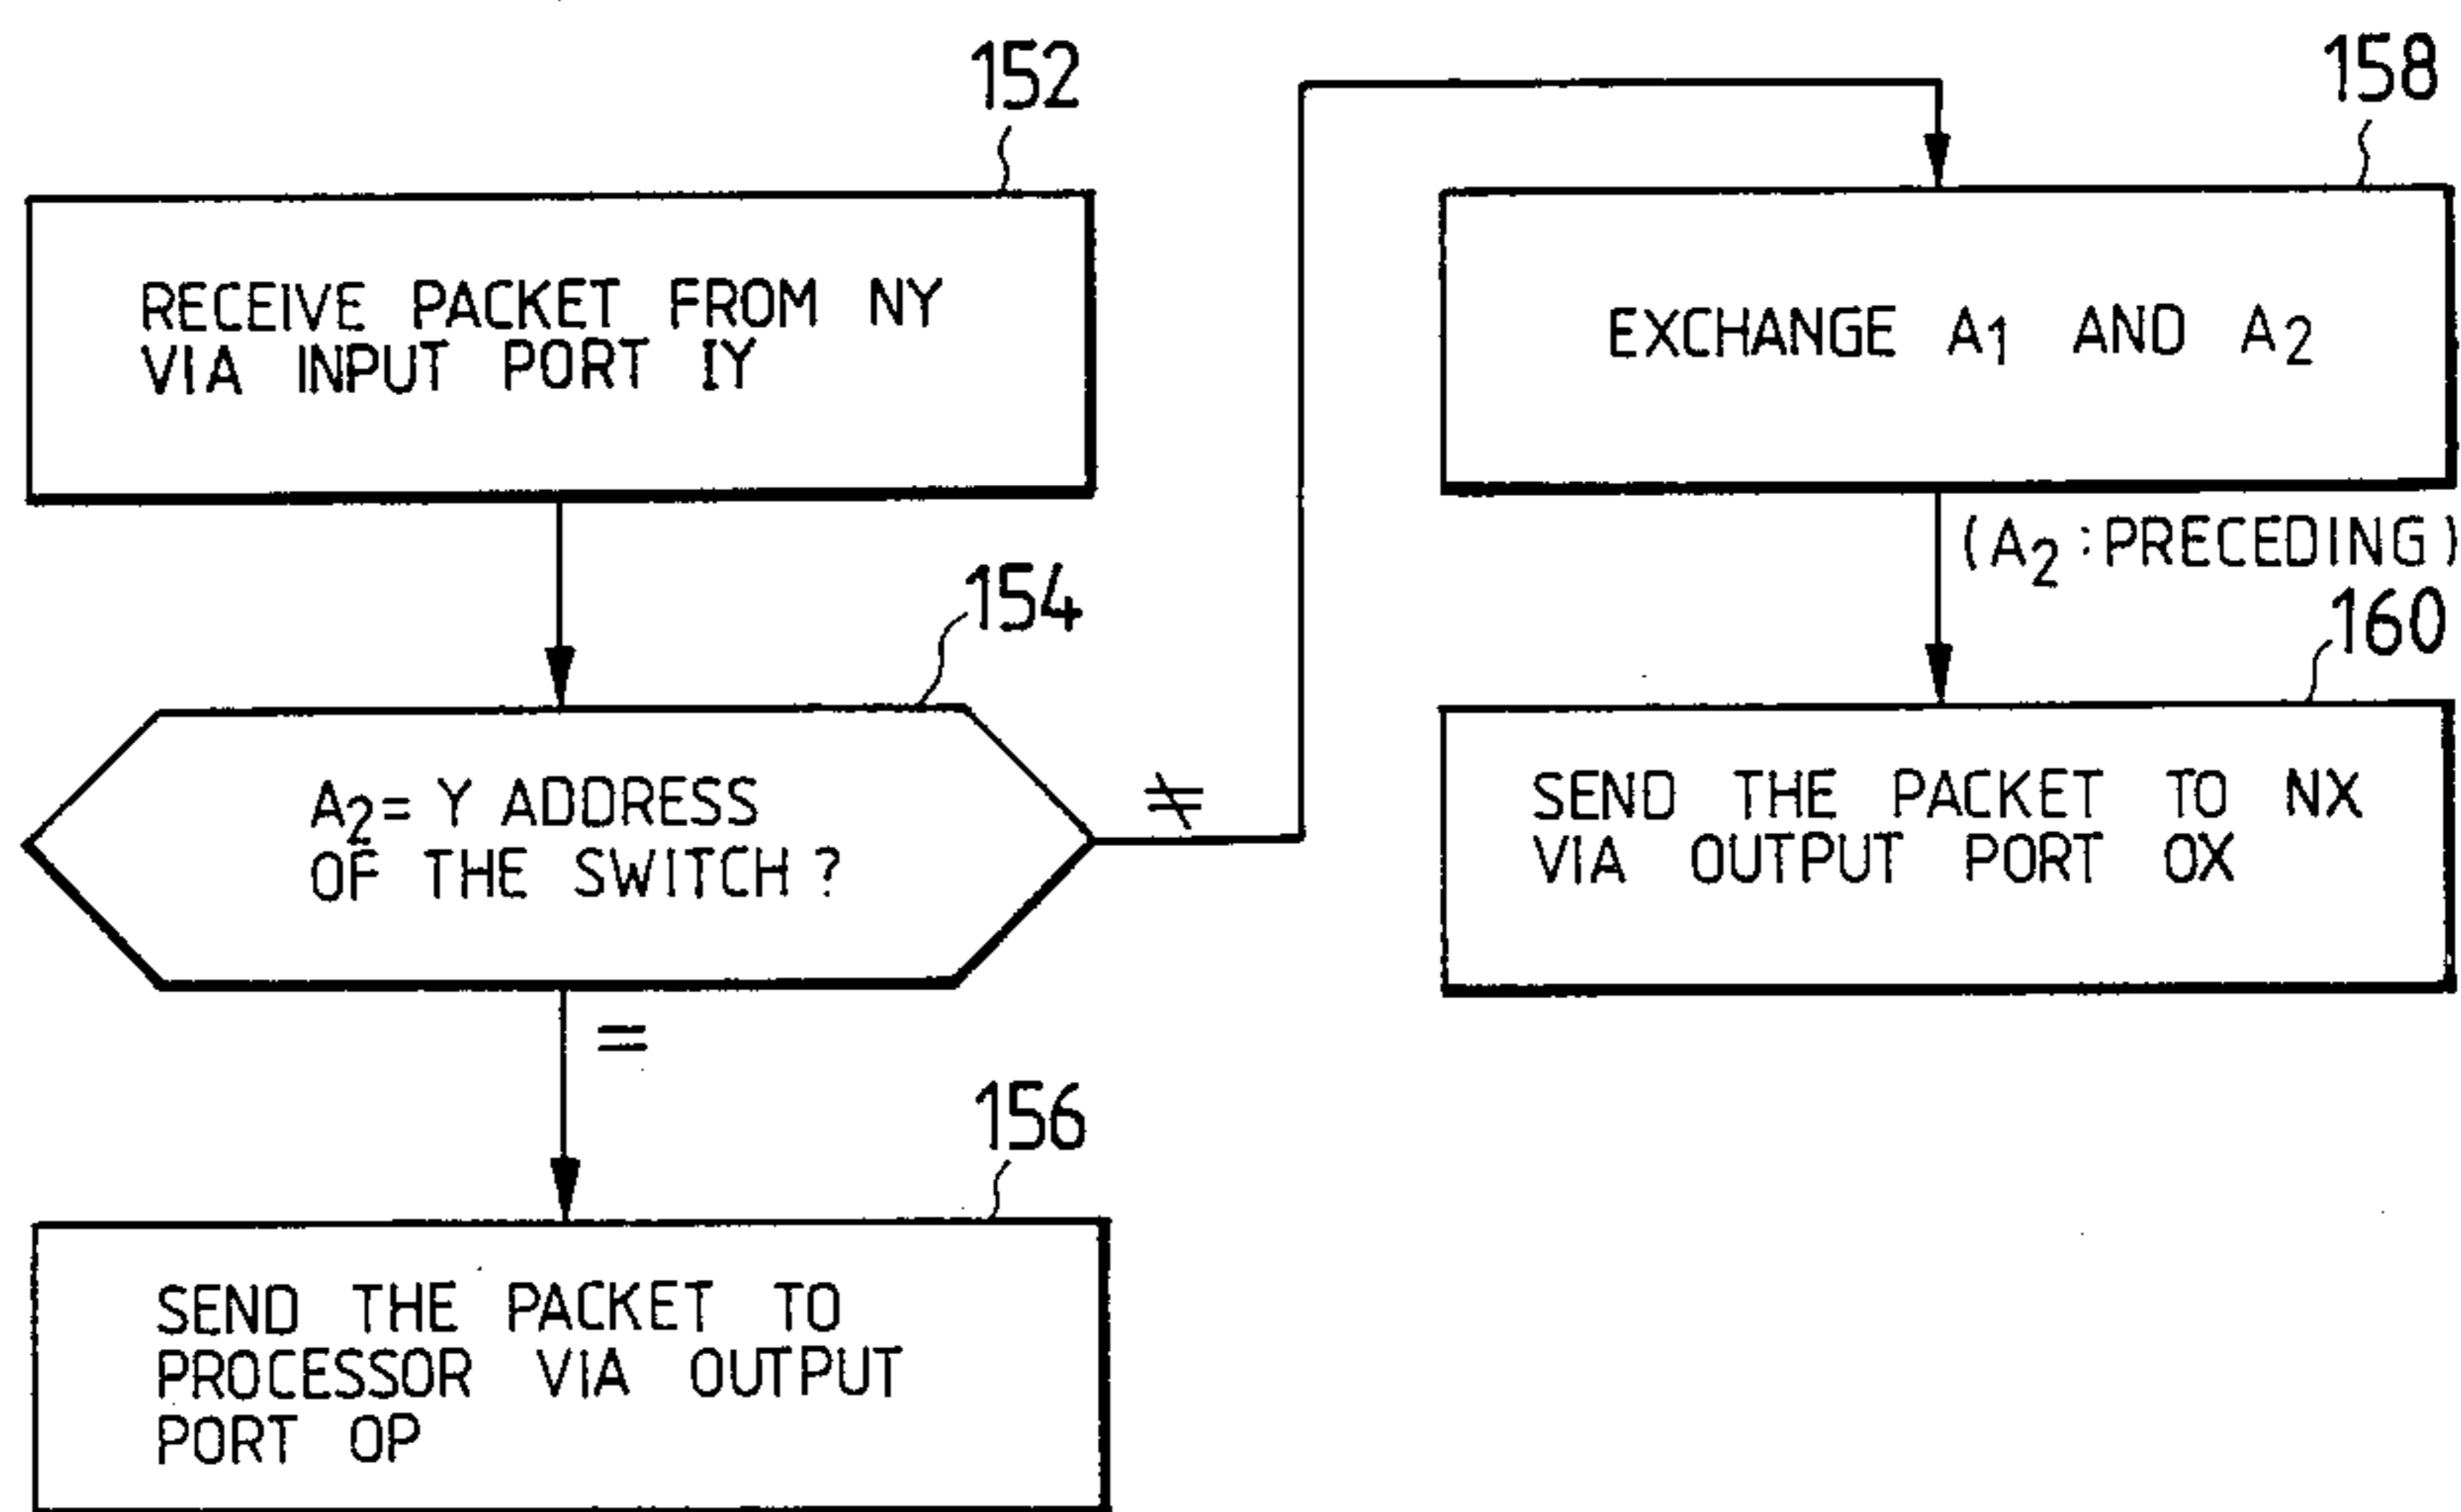 152
RECEIVE PACKET FROM NY
VIA INPUT PORT IY
154
A2= Y ADDRESS
OF THE SWITCH ?
≠
=
156
SEND THE PACKET TO
PROCESSOR VIA OUTPUT
PORT OP
158
EXCHANGE A1 AND A2
(A2 : PRECEDING)
160
SEND THE PACKET TO NX
VIA OUTPUT PORT OX